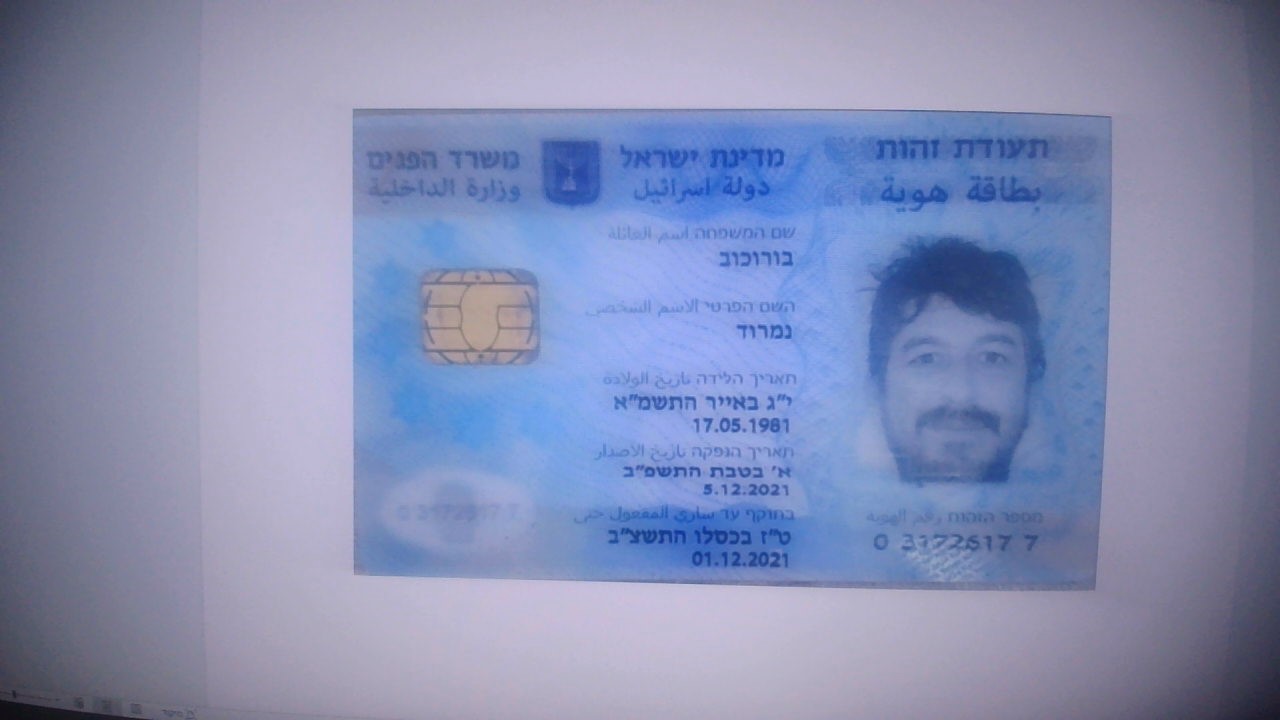 תעודת זהות
بطاقة هوية
מדינת ישראל
دولة اسرائيل
משרד הפנים
وزارة الداخلية
שם המשפחה اسم العائلة
בורוכוב
השם הפרטי الاسم الشخصي
נמרוד
תאריך הלידה تاريخ الولادة
י"ג באייר התשמ"א
17.05.1981
תאריך הנפקה تاريخ الاصدار
א' בטבת התשפ"ב
5.12.2021
בתוקף עד ساري المفعول حتى
ט"ז בכסלו התשצ"ב
01.12.2021
מספר הזהות رقم الهوية
0 3172617 7
0 3172617 7